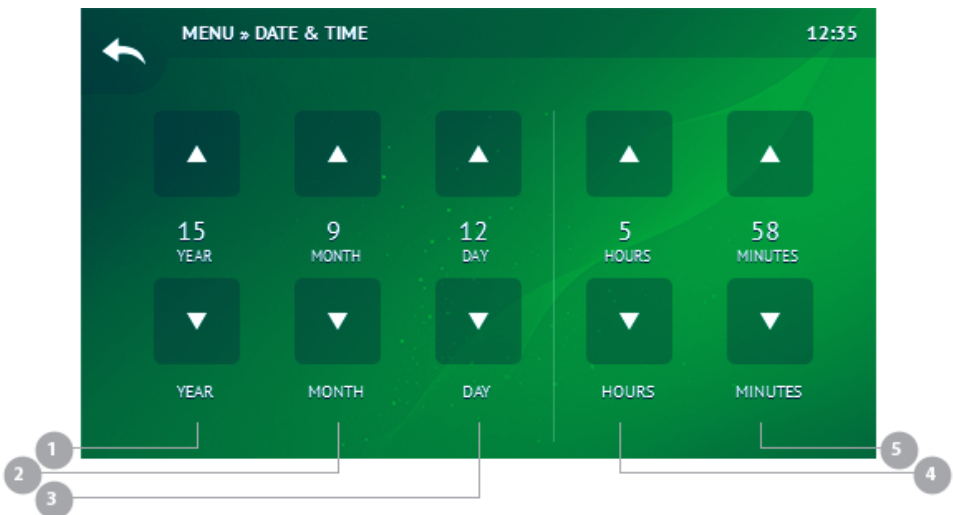 MENU » DATE & TIME 12:35
15 9 12 5 58
YEAR MONTH DAY HOURS MINUTES
YEAR MONTH DAY HOURS MINUTES
1 5
2 4
3